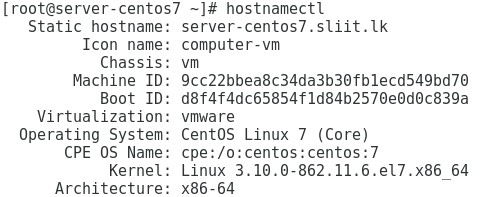 [root@server-centos7 ~]# hostnamectl
Static hostname: server-centos7.sliit.lk
Icon name: computer-vm
Chassis: vm
Machine ID: 9cc22bbea8c34da3b30fb1ecd549bd70
Boot ID: d8f4f4dc65854f1d84b2570e0d0c839a
Virtualization: vmware
Operating System: CentOS Linux 7 (Core)
CPE OS Name: cpe:/o:centos:centos:7
Kernel: Linux 3.10.0-862.11.6.el7.x86_64
Architecture: x86-64